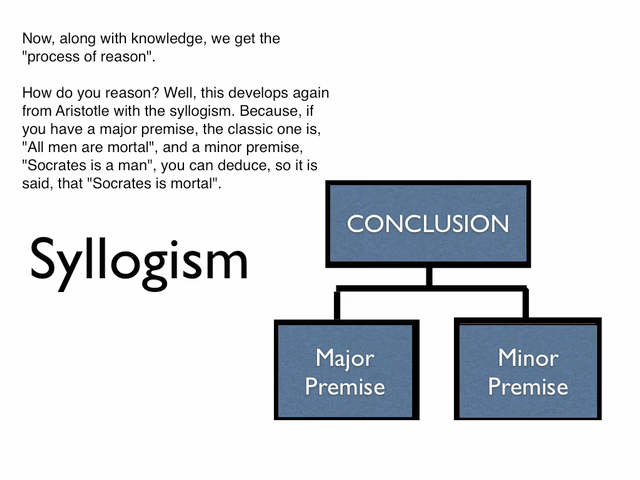 Now, along with knowledge, we get the
"process of reason".
How do you reason? Well, this develops again
from Aristotle with the syllogism. Because, if
you have a major premise, the classic one is,
"All men are mortal", and a minor premise,
"Socrates is a man", you can deduce, so it is
said, that "Socrates is mortal".
CONCLUSION
Syllogism
Major
Premise
Minor
Premise